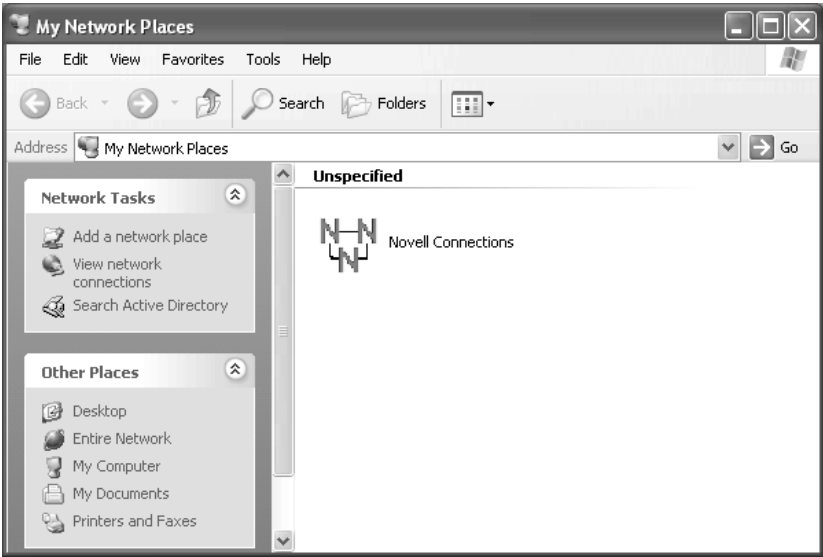 My Network Places
File Edit View Favorites Tools Help
Back Search Folders
Address My Network Places Go
Network Tasks
Add a network place
View network
connections
Search Active Directory
Other Places
Desktop
Entire Network
My Computer
My Documents
Printers and Faxes
Unspecified
N N
N
Novell Connections